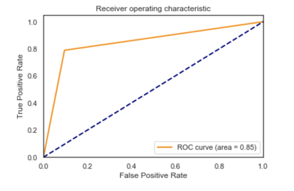 Receiver operating characteristic
True Positive Rate
1.0
0.8
0.6
0.4
0.2
0.0
ROC curve (area = 0.85)
0.0 0.2 0.4 0.6 0.8 1.0
False Positive Rate